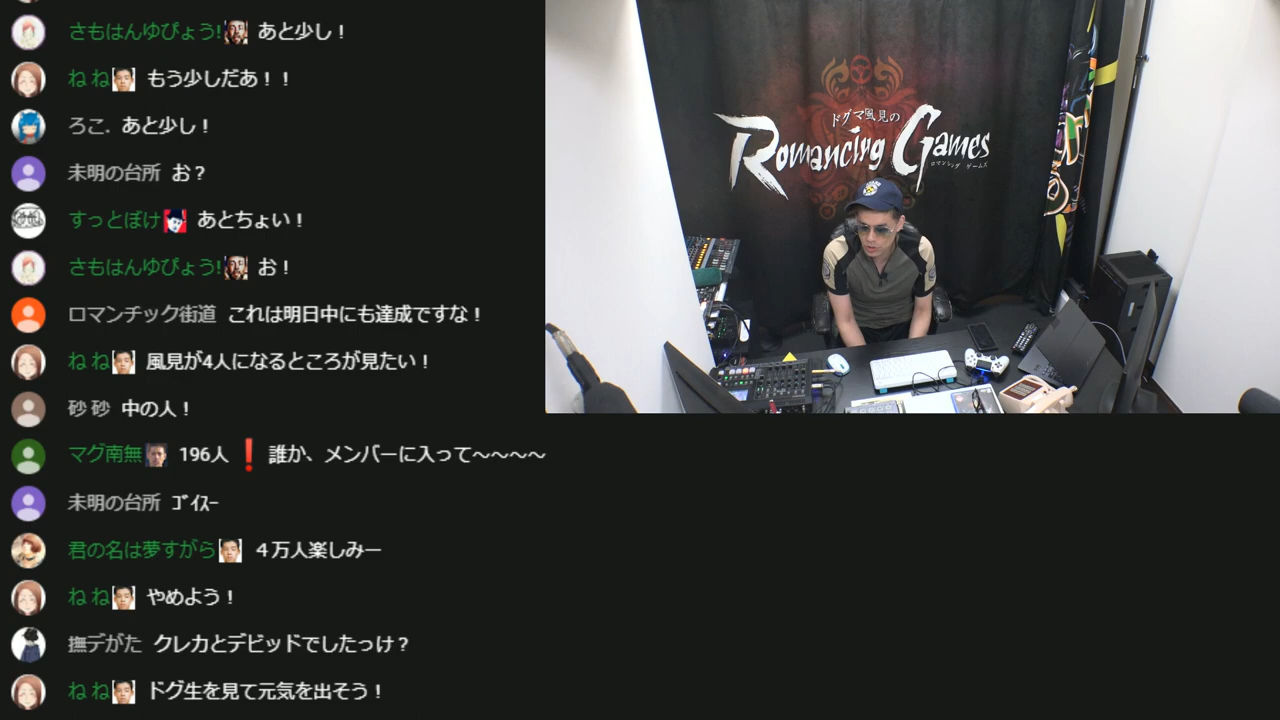 さもはんゆぴょう! あと少し！
ね ね もう少しだあ！！
ろこ. あと少し！
未明の台所 お？
すっとぼけ あとちょい！
さもはんゆぴょう! お！
ロマンチック街道 これは明日中にも達成ですな！
ね ね 風見が4人になるところが見たい！
砂 砂 中の人！
マグ南無 196人❗誰か、メンバーに入って〜〜〜〜
未明の台所 ｺﾞｲｽｰ
君の名は夢すがら ４万人楽しみー
ね ね やめよう！
撫デがた クレカとデビッドでしたっけ？
ね ね ドグ生を見て元気を出そう！
ドグマ風見の
Romancing Games
ロマンシング ゲームズ